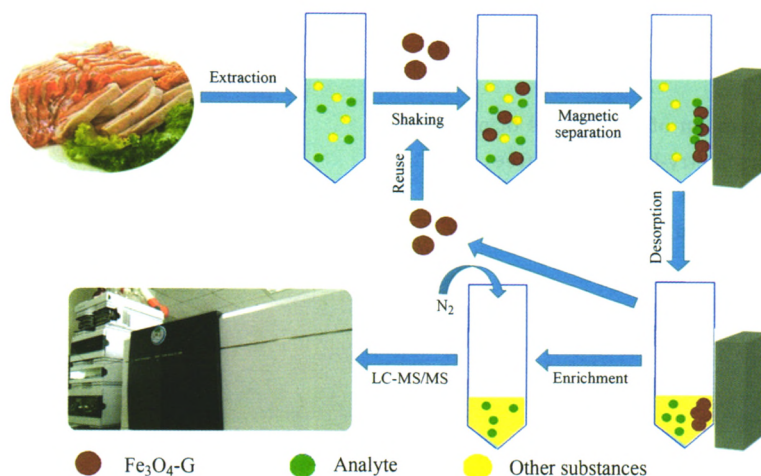 Extraction
Shaking
Magnetic
separation
Reuse
Desorption
N₂
LC-MS/MS
Enrichment
Fe₃O₄-G
Analyte
Other substances